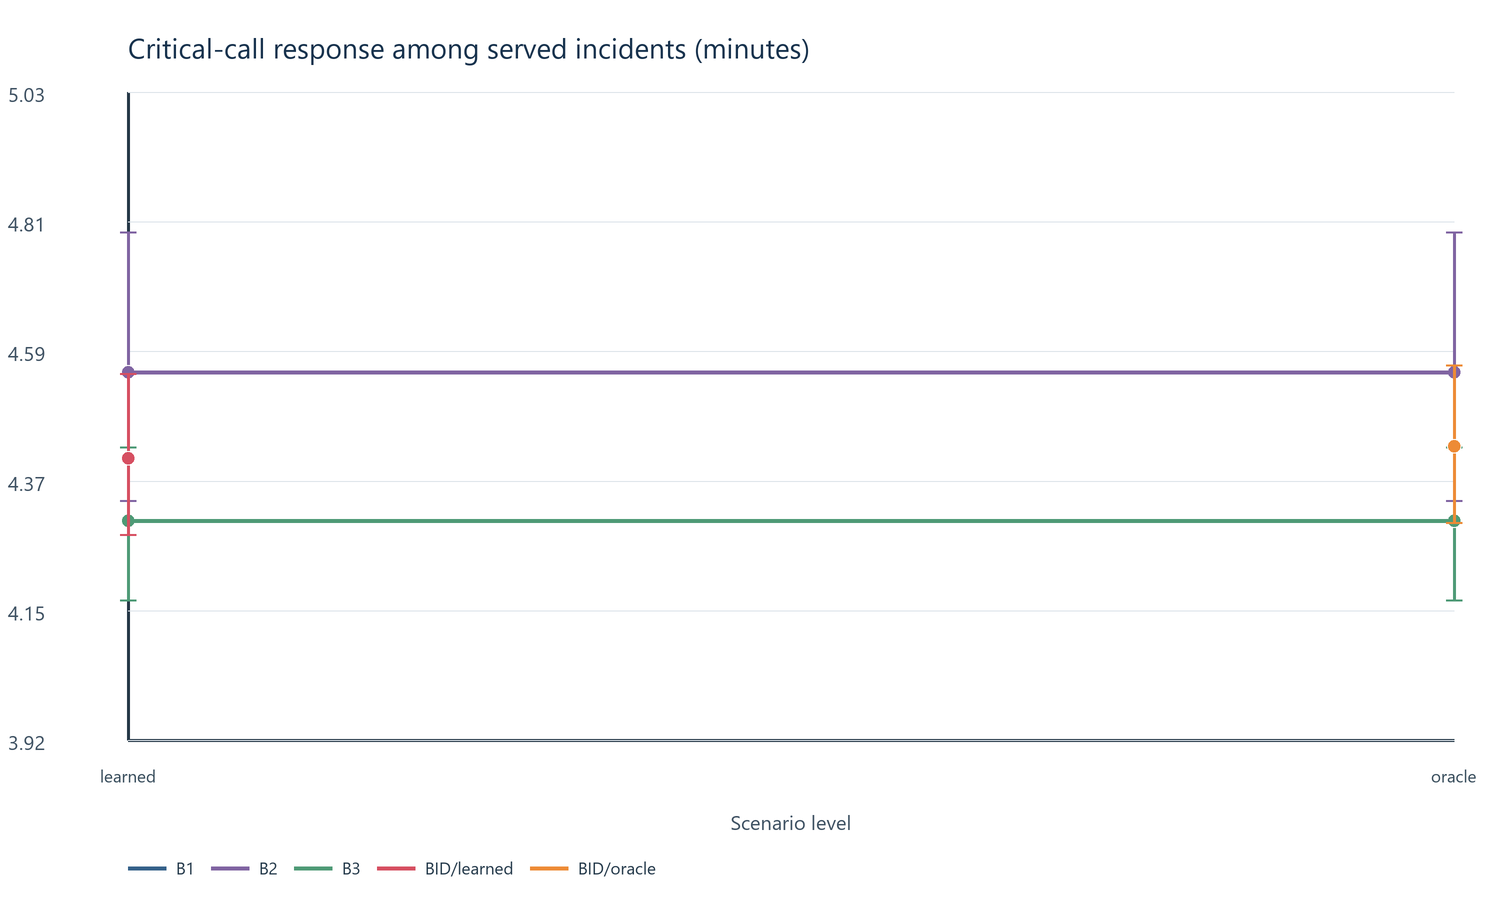 Critical-call response among served incidents (minutes)
5.03
4.81
4.59
4.37
4.15
3.92
learned oracle
Scenario level
B1 B2 B3 BID/learned BID/oracle